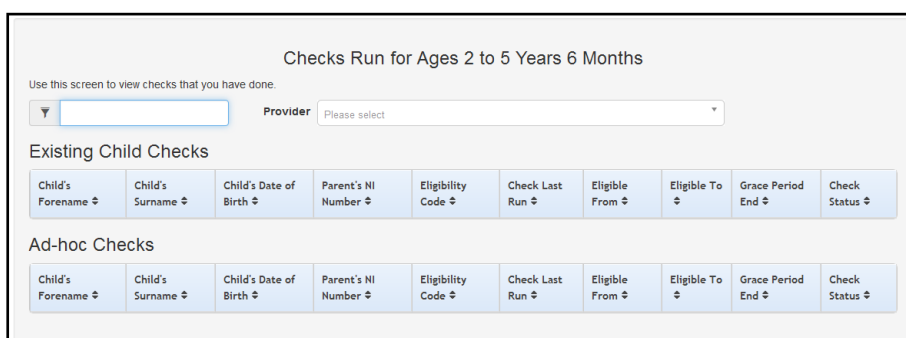 Checks Run for Ages 2 to 5 Years 6 Months
Use this screen to view checks that you have done.
Provider Please select
Existing Child Checks
Child's Forename Child's Surname Child's Date of Birth Parent's NI Number Eligibility Code Check Last Run Eligible From Eligible To Grace Period End Check Status
Ad-hoc Checks
Child's Forename Child's Surname Child's Date of Birth Parent's NI Number Eligibility Code Check Last Run Eligible From Eligible To Grace Period End Check Status